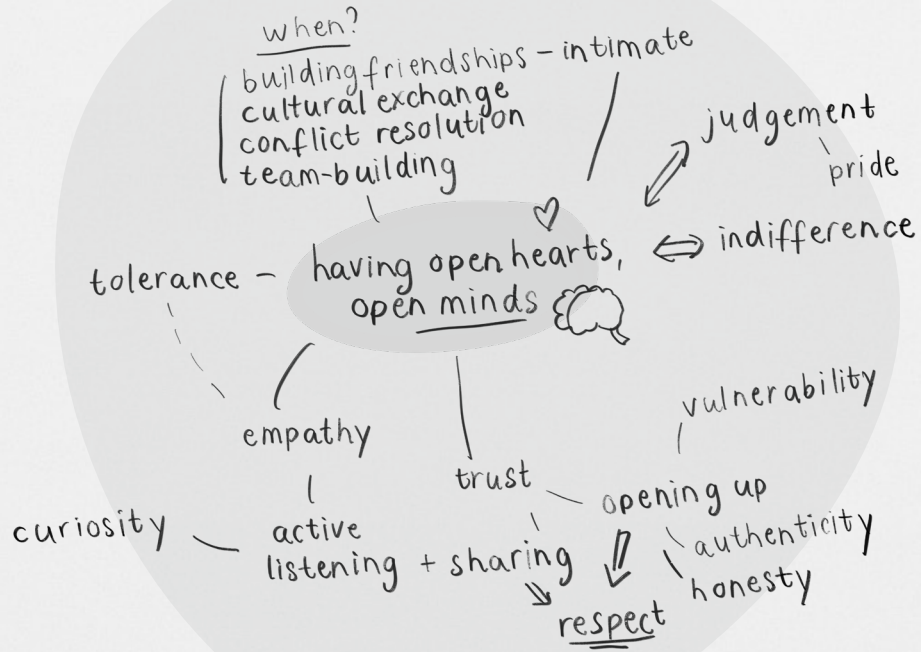 when?
building friendships – intimate
cultural exchange
conflict resolution
team-building
judgement
pride
indifference
tolerance –
having open hearts,
open minds
empathy
trust
vulnerability
opening up
authenticity
honesty
curiosity
active
listening + sharing
respect